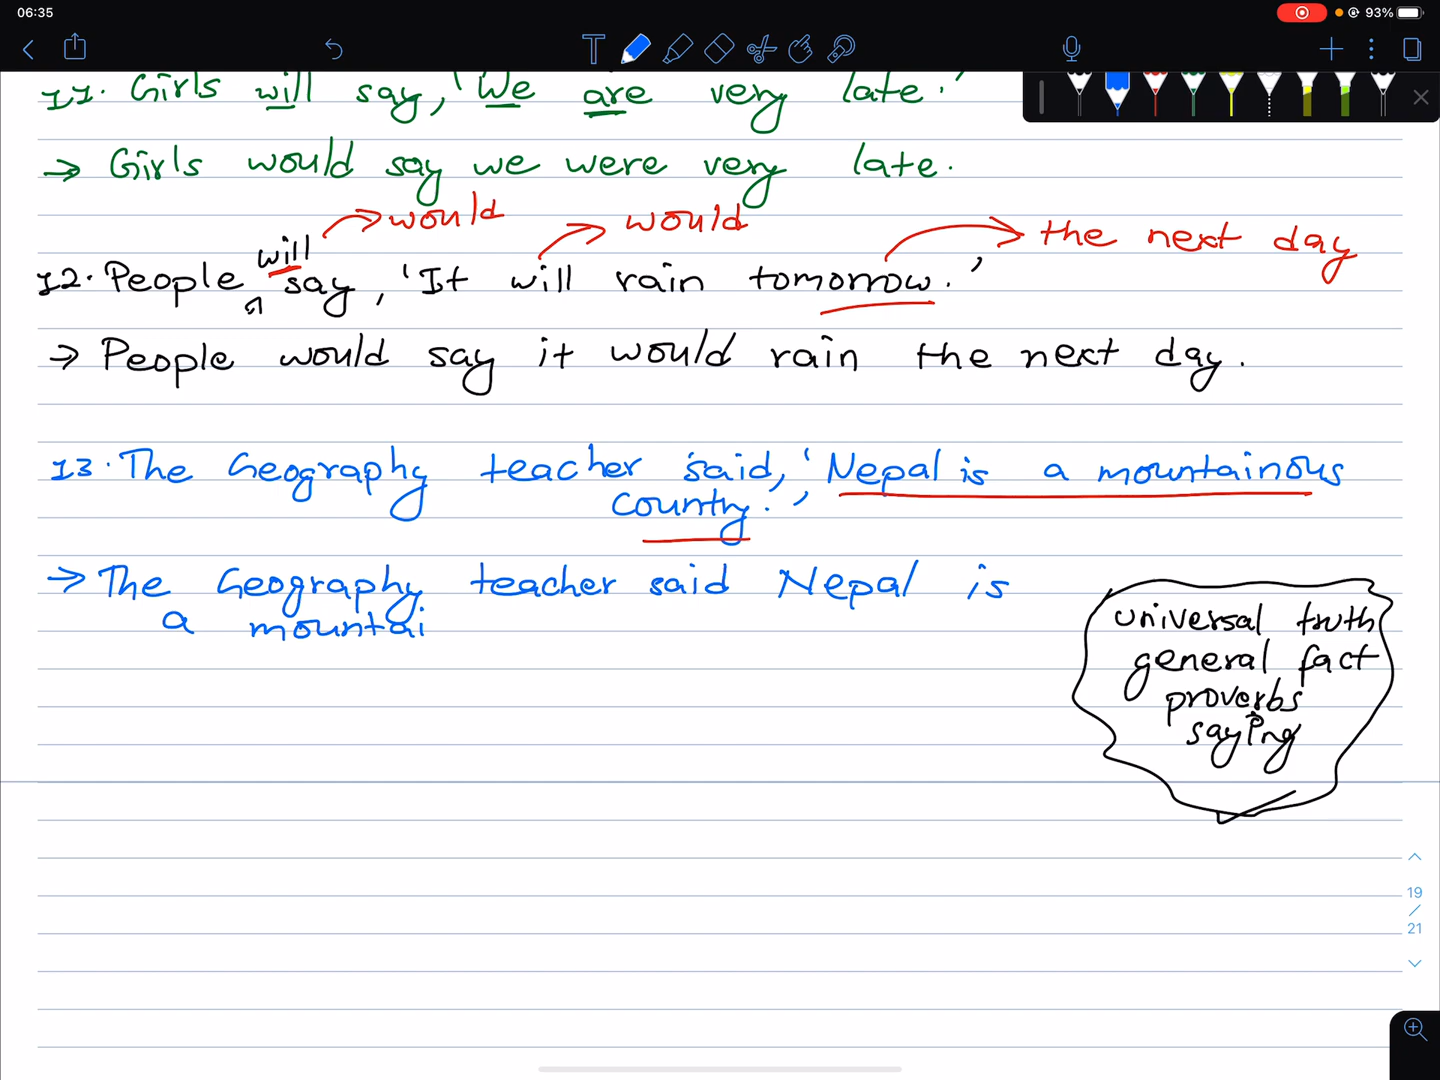 06:35
93%
11. Girls will say, 'We are very late.'
→ Girls would say we were very late.
would would the next day
will
12. People say, 'It will rain tomorrow.'
→ People would say it would rain the next day.
13. The Geography teacher said, 'Nepal is a mountainous
country.'
→ The Geography teacher said Nepal is
a mountai
universal truth
general fact
proverbs
saying
19
/
21